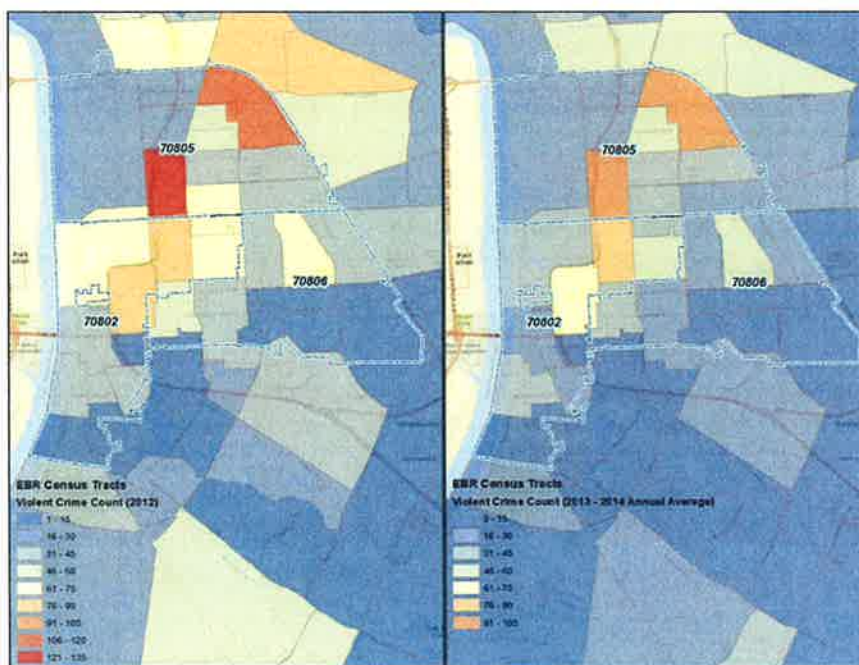 70805
70802
70806
EBR Census Tracts
Violent Crime Count (2012)
1 - 15
16 - 30
31 - 45
46 - 60
61 - 75
76 - 90
91 - 105
106 - 120
121 - 135
70805
70802
70806
EBR Census Tracts
Violent Crime Count (2013 - 2014 Annual Average)
0 - 15
16 - 30
31 - 45
46 - 60
61 - 75
76 - 90
91 - 105